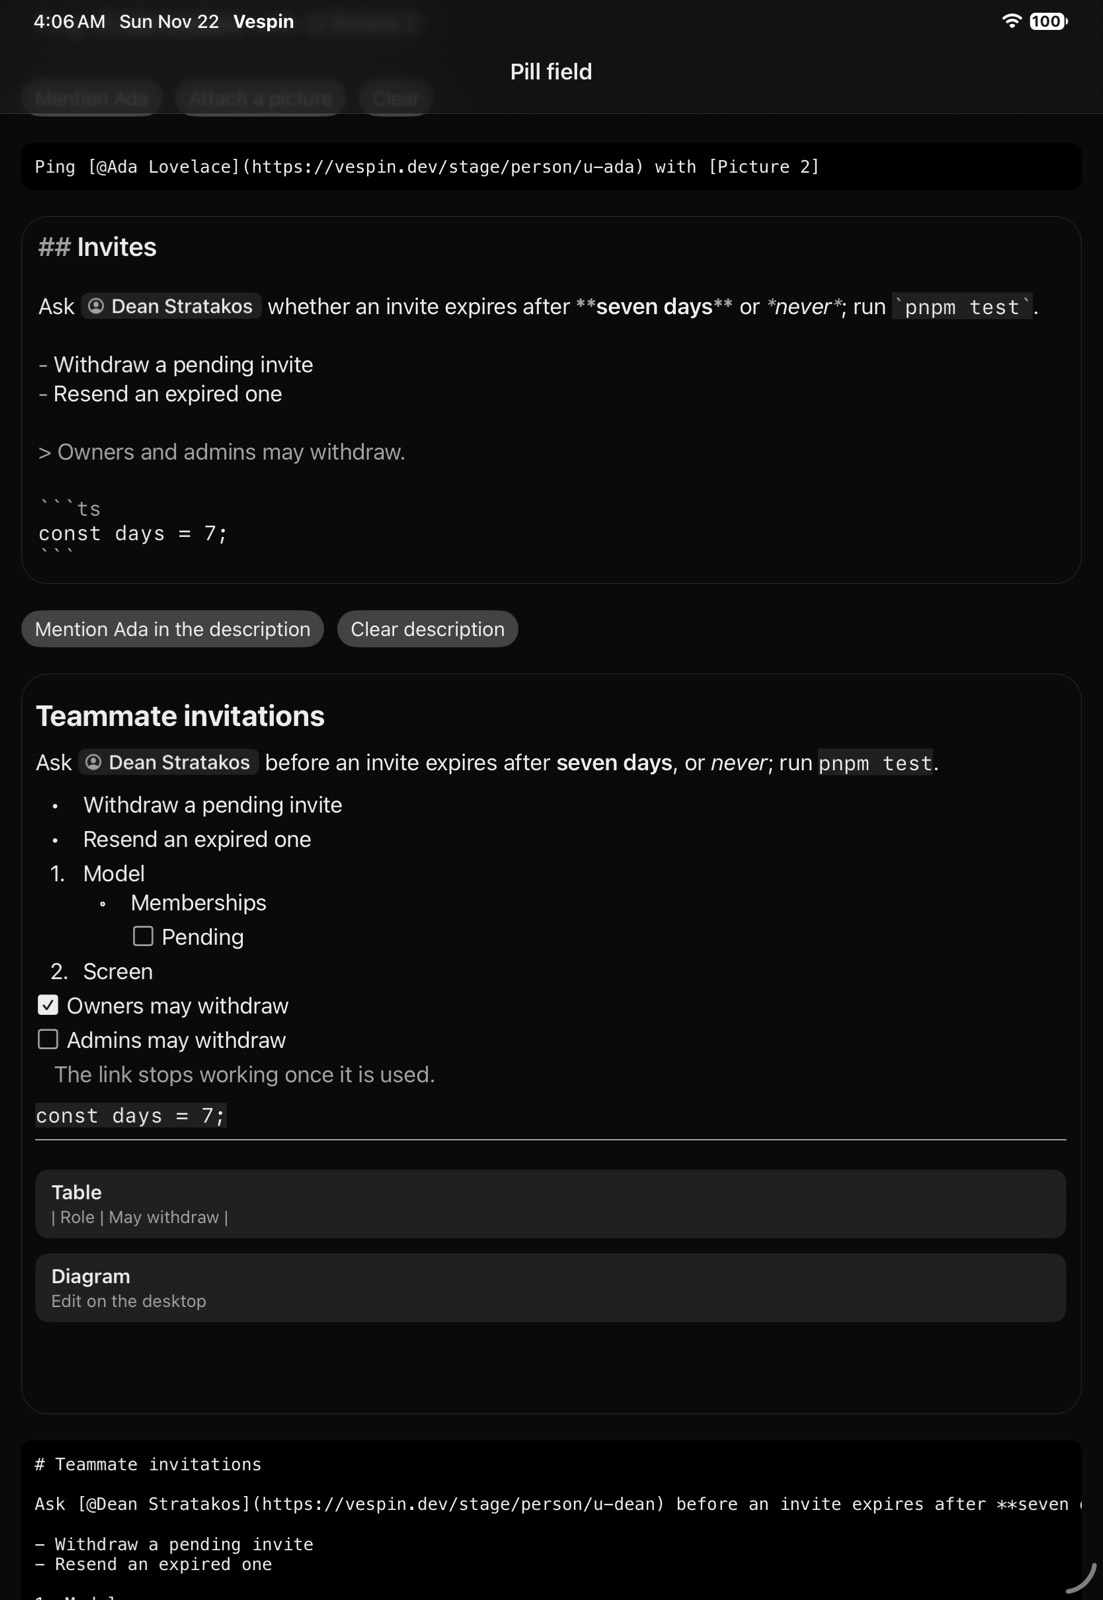 4:06 AM Sun Nov 22 Vespin 100
Pill field
Mention Ada Attach a picture Clear
Ping [@Ada Lovelace](https://vespin.dev/stage/person/u-ada) with [Picture 2]
## Invites
Ask Dean Stratakos whether an invite expires after **seven days** or *never*; run `pnpm test`.
- Withdraw a pending invite
- Resend an expired one
> Owners and admins may withdraw.
```ts
const days = 7;
```
Mention Ada in the description Clear description
Teammate invitations
Ask Dean Stratakos before an invite expires after seven days, or never; run pnpm test.
• Withdraw a pending invite
• Resend an expired one
1. Model
◦ Memberships
Pending
2. Screen
Owners may withdraw
Admins may withdraw
The link stops working once it is used.
const days = 7;
Table
| Role | May withdraw |
Diagram
Edit on the desktop
# Teammate invitations
Ask [@Dean Stratakos](https://vespin.dev/stage/person/u-dean) before an invite expires after **seven
- Withdraw a pending invite
- Resend an expired one